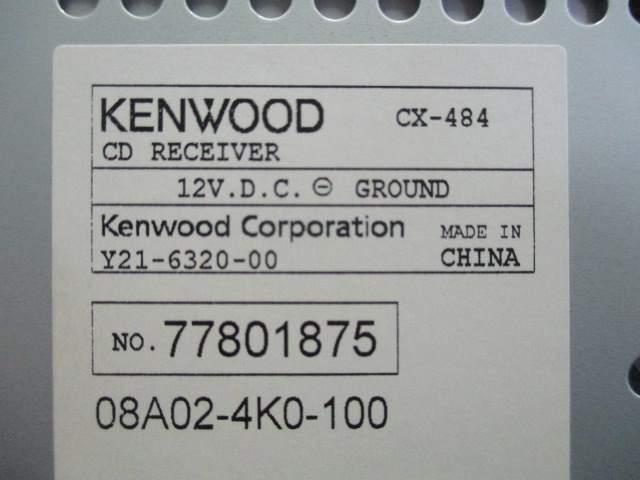 KENWOOD CX-484
CD RECEIVER
12V.D.C. ⊖ GROUND
Kenwood Corporation MADE IN
Y21-6320-00 CHINA
NO. 77801875
08A02-4K0-100